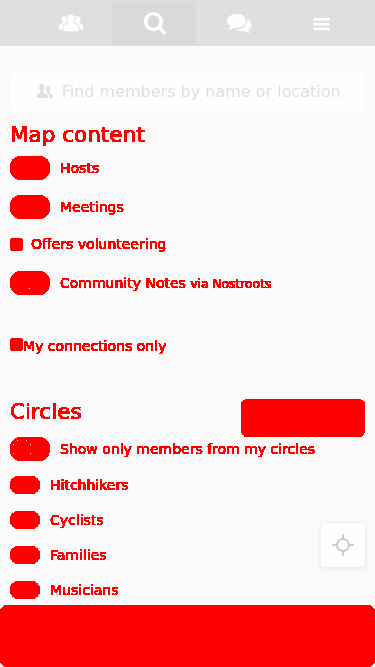 Find members by name or location
Map content
Hosts
Meetings
Offers volunteering
Community Notes via Nostroots
My connections only
Circles
Show only members from my circles
Hitchhikers
Cyclists
Families
Musicians